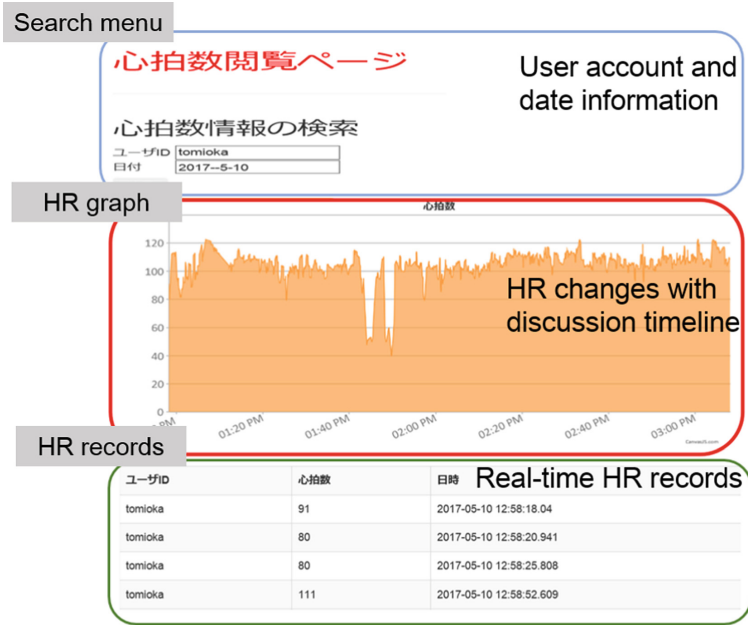 Search menu
心拍数閲覧ページ
User account and
date information
心拍数情報の検索
ユーザID tomioka
日付 2017--5-10
HR graph
心拍数
120
100
80
60
40
20
0
HR changes with
discussion timeline
PM
01:20 PM
01:40 PM
02:00 PM
02:20 PM
02:40 PM
03:00 PM
CanvasJS.com
HR records
Real-time HR records
ユーザID 心拍数 日時
tomioka 91 2017-05-10 12:58:18.04
tomioka 80 2017-05-10 12:58:20.941
tomioka 80 2017-05-10 12:58:25.808
tomioka 111 2017-05-10 12:58:52.609